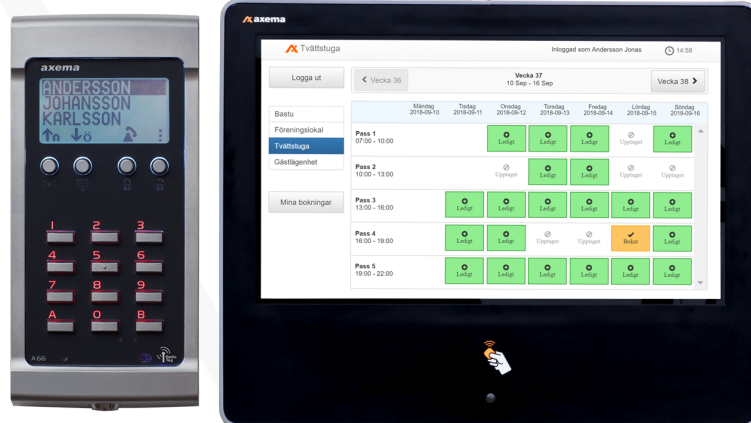 axema
ANDERSSON
JOHANSSON
KARLSSON
A Ö
1 2 3
4 5 6
7 8 9
A 0 B
A66
axema
Tvättstuga
Inloggad som Andersson Jonas
14:58
Logga ut
Vecka 36
Vecka 37
10 Sep - 16 Sep
Vecka 38
Bastu
Föreningslokal
Tvättstuga
Gästlägenhet
Mina bokningar
Måndag Tisdag Onsdag Torsdag Fredag Lördag Söndag
2018-09-10 2018-09-11 2018-09-12 2018-09-13 2018-09-14 2018-09-15 2018-09-16
Pass 1
07:00 - 10:00
Ledigt Ledigt Ledigt Upptaget Ledigt
Pass 2
10:00 - 13:00
Upptaget Ledigt Ledigt Upptaget Upptaget
Pass 3
13:00 - 16:00
Ledigt Ledigt Ledigt Ledigt Ledigt Ledigt
Pass 4
16:00 - 19:00
Ledigt Ledigt Upptaget Upptaget Bokat Ledigt
Pass 5
19:00 - 22:00
Ledigt Ledigt Ledigt Ledigt Ledigt Ledigt